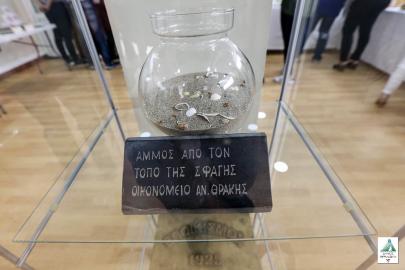 ΑΜΜΟΣ ΑΠΟ ΤΟΝ
ΤΟΠΟ ΤΗΣ ΣΦΑΓΗΣ
ΟΙΚΟΝΟΜΕΙΟ ΑΝ. ΘΡΑΚΗΣ